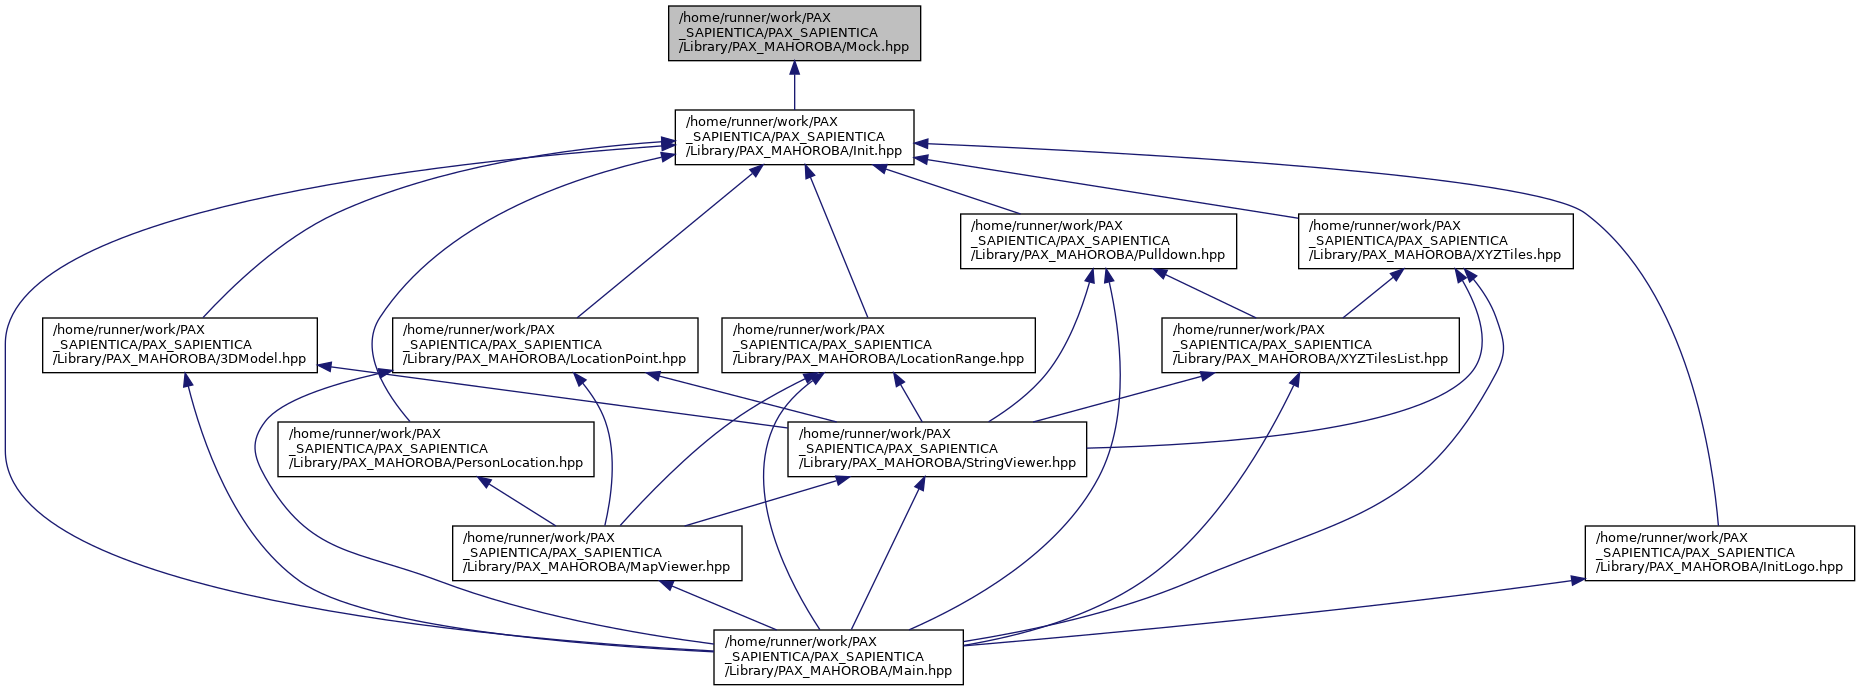 /home/runner/work/PAX
_SAPIENTICA/PAX_SAPIENTICA
/Library/PAX_MAHOROBA/Mock.hpp
/home/runner/work/PAX
_SAPIENTICA/PAX_SAPIENTICA
/Library/PAX_MAHOROBA/Init.hpp
/home/runner/work/PAX
_SAPIENTICA/PAX_SAPIENTICA
/Library/PAX_MAHOROBA/Pulldown.hpp
/home/runner/work/PAX
_SAPIENTICA/PAX_SAPIENTICA
/Library/PAX_MAHOROBA/XYZTiles.hpp
/home/runner/work/PAX
_SAPIENTICA/PAX_SAPIENTICA
/Library/PAX_MAHOROBA/3DModel.hpp
/home/runner/work/PAX
_SAPIENTICA/PAX_SAPIENTICA
/Library/PAX_MAHOROBA/LocationPoint.hpp
/home/runner/work/PAX
_SAPIENTICA/PAX_SAPIENTICA
/Library/PAX_MAHOROBA/LocationRange.hpp
/home/runner/work/PAX
_SAPIENTICA/PAX_SAPIENTICA
/Library/PAX_MAHOROBA/XYZTilesList.hpp
/home/runner/work/PAX
_SAPIENTICA/PAX_SAPIENTICA
/Library/PAX_MAHOROBA/PersonLocation.hpp
/home/runner/work/PAX
_SAPIENTICA/PAX_SAPIENTICA
/Library/PAX_MAHOROBA/StringViewer.hpp
/home/runner/work/PAX
_SAPIENTICA/PAX_SAPIENTICA
/Library/PAX_MAHOROBA/MapViewer.hpp
/home/runner/work/PAX
_SAPIENTICA/PAX_SAPIENTICA
/Library/PAX_MAHOROBA/InitLogo.hpp
/home/runner/work/PAX
_SAPIENTICA/PAX_SAPIENTICA
/Library/PAX_MAHOROBA/Main.hpp